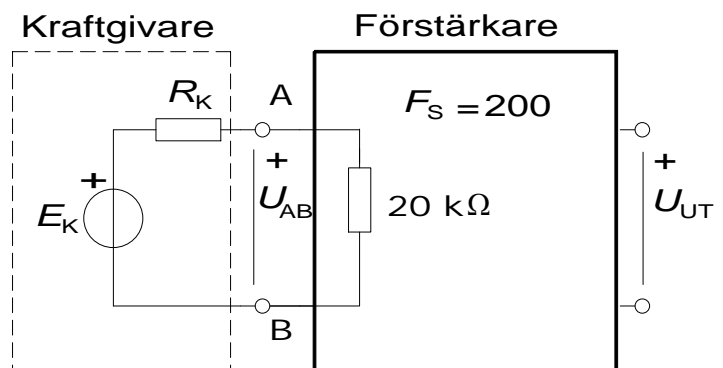 Kraftgivare
Förstärkare
R_K
A
F_S = 200
+
E_K
+
U_AB
20 kΩ
+
U_UT
B